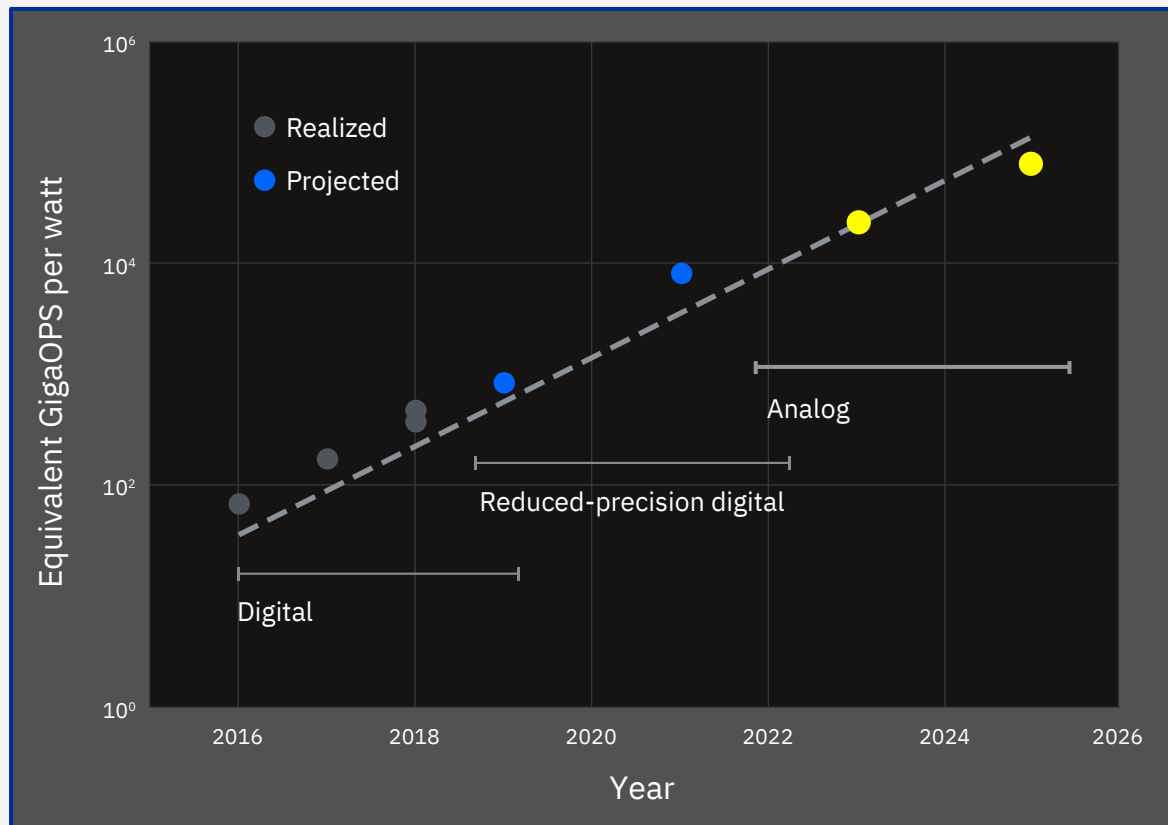 10⁶
Realized
Projected
Equivalent GigaOPS per watt
10⁴
Analog
10²
Reduced-precision digital
Digital
10⁰
2016 2018 2020 2022 2024 2026
Year